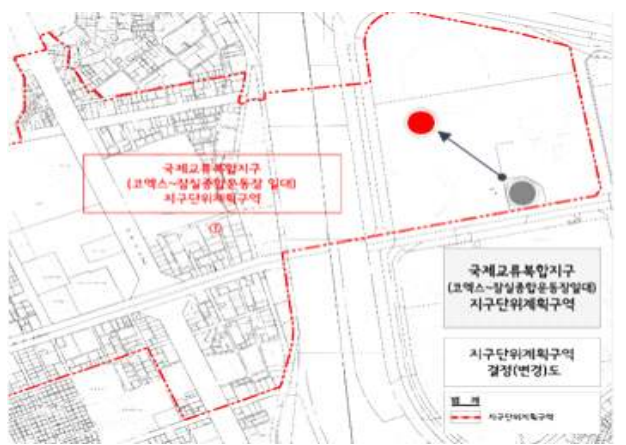 국제교류복합지구
(코엑스~잠실종합운동장 일대)
지구단위계획구역
①
국제교류복합지구
(코엑스~잠실종합운동장일대)
지구단위계획구역
지구단위계획구역
결정(변경)도
범 례
지구단위계획구역